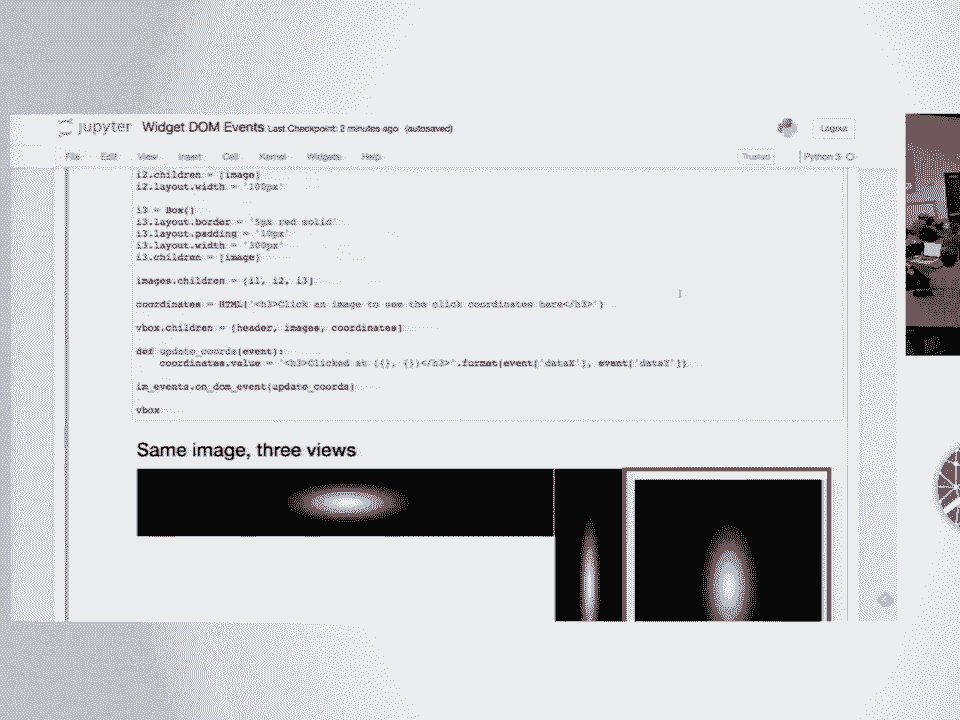 jupyter Widget DOM Events Last Checkpoint: 2 minutes ago (autosaved) Logout
File Edit View Insert Cell Kernel Widgets Help Trusted Python 3
i2.children = [image]
i2.layout.width = '100px'
i3 = Box()
i3.layout.border = '5px red solid'
i3.layout.padding = '10px'
i3.layout.width = '300px'
i3.children = [image]
images.children = [i1, i2, i3]
coordinates = HTML('<h3>Click an image to see the click coordinates here</h3>')
vbox.children = [header, images, coordinates]
def update_coords(event):
coordinates.value = '<h3>Clicked at ({}, {})</h3>'.format(event['dataX'], event['dataY'])
im_events.on_dom_event(update_coords)
vbox
Same image, three views